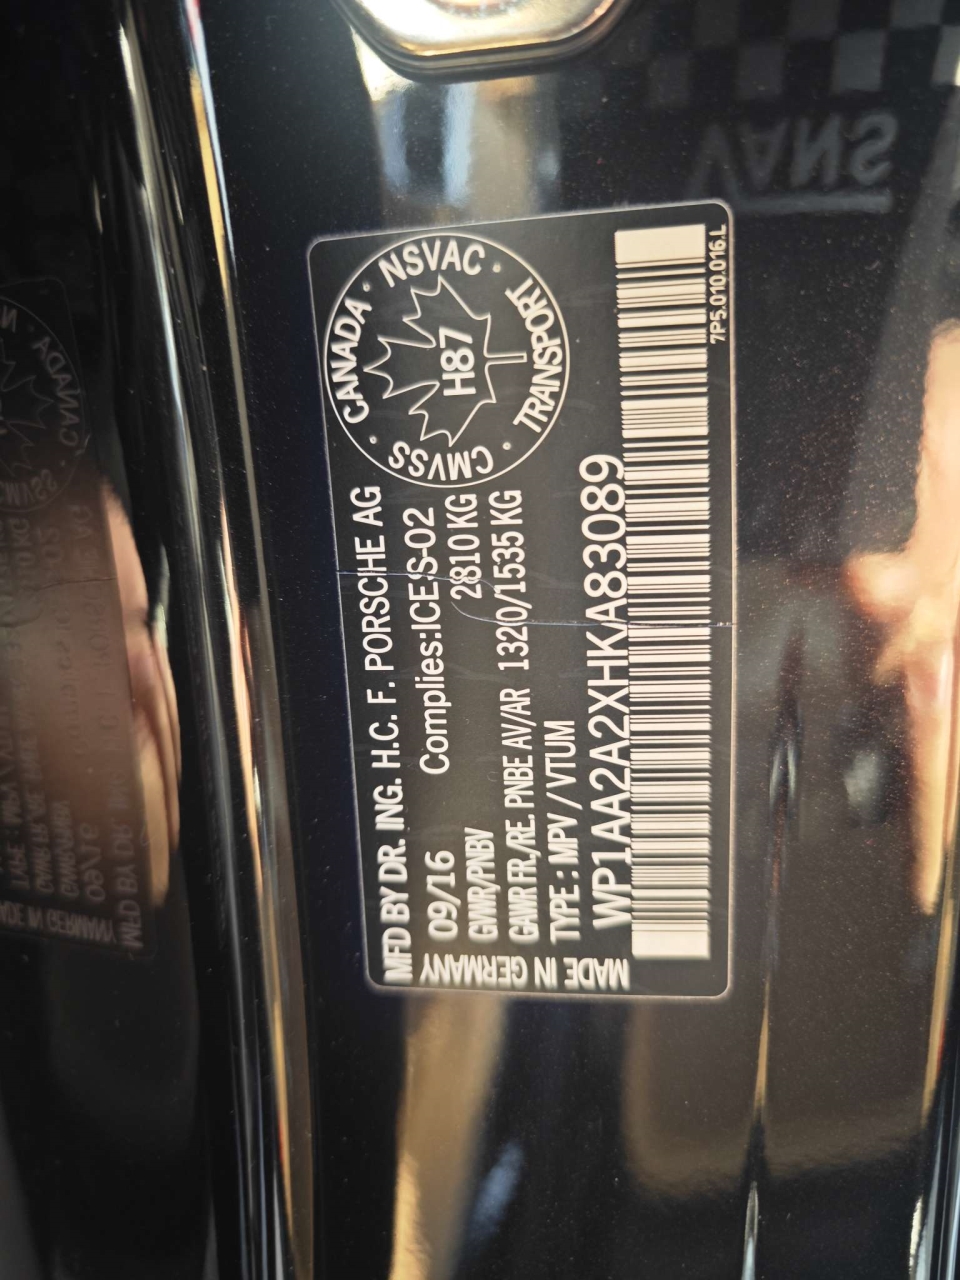 MFD BY DR. ING. H.C. F. PORSCHE AG
09/16 Complies:ICES-02
GVWR/PNBV 2810 KG
GAWR FR./RE. PNBE AV/AR 1320/1535 KG
TYPE : MPV / VTUM
WP1AA2A2XHKA83089
MADE IN GERMANY
CANADA · NSVAC · TRANSPORT · CMVSS ·
H87
7P5.010.016.L
VANS